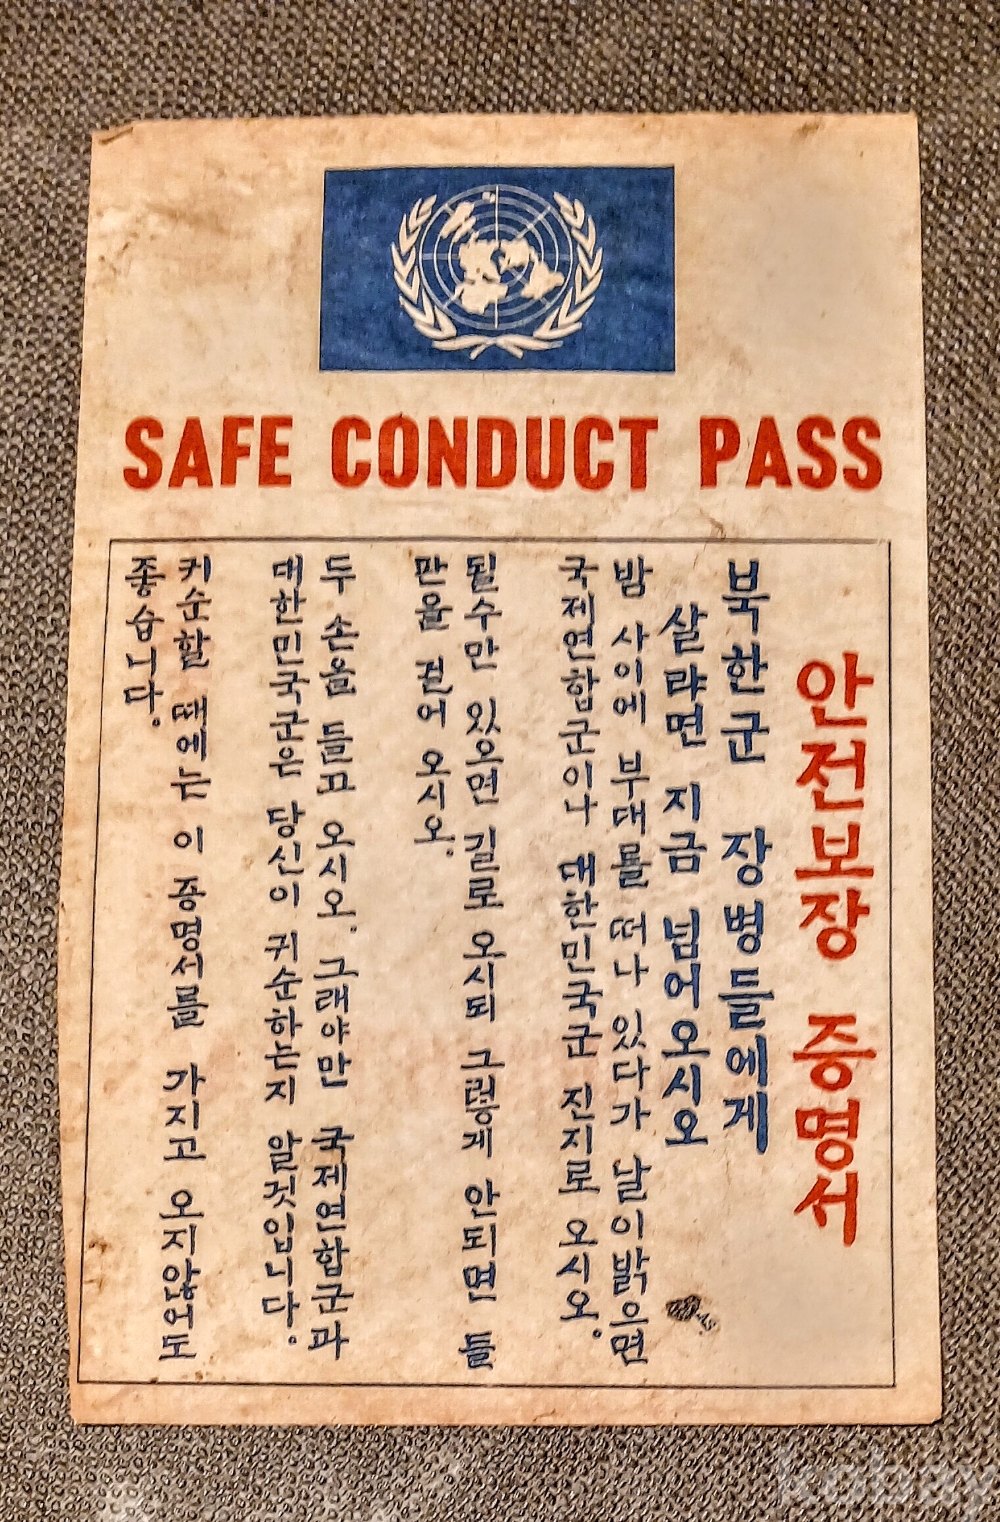 SAFE CONDUCT PASS
안전보장 증명서
북한군 장병들에게
살랴면 지금 넘어오시오
밤 사이에 부대를 떠나 있다가 날이밝으면
국제연합군이나 대한민국군 진지로 오시오.
될수만 있으면 길로 오시되 그렇게 안되면 들
판을 걷어 오시오.
두 손을 들고 오시오. 그래야만 국제연합군과
대한민국군은 당신이 귀순하는지 알것입니다.
귀순할 때에는 이 증명서를 가지고 오지않어도
좋습니다.
kobay